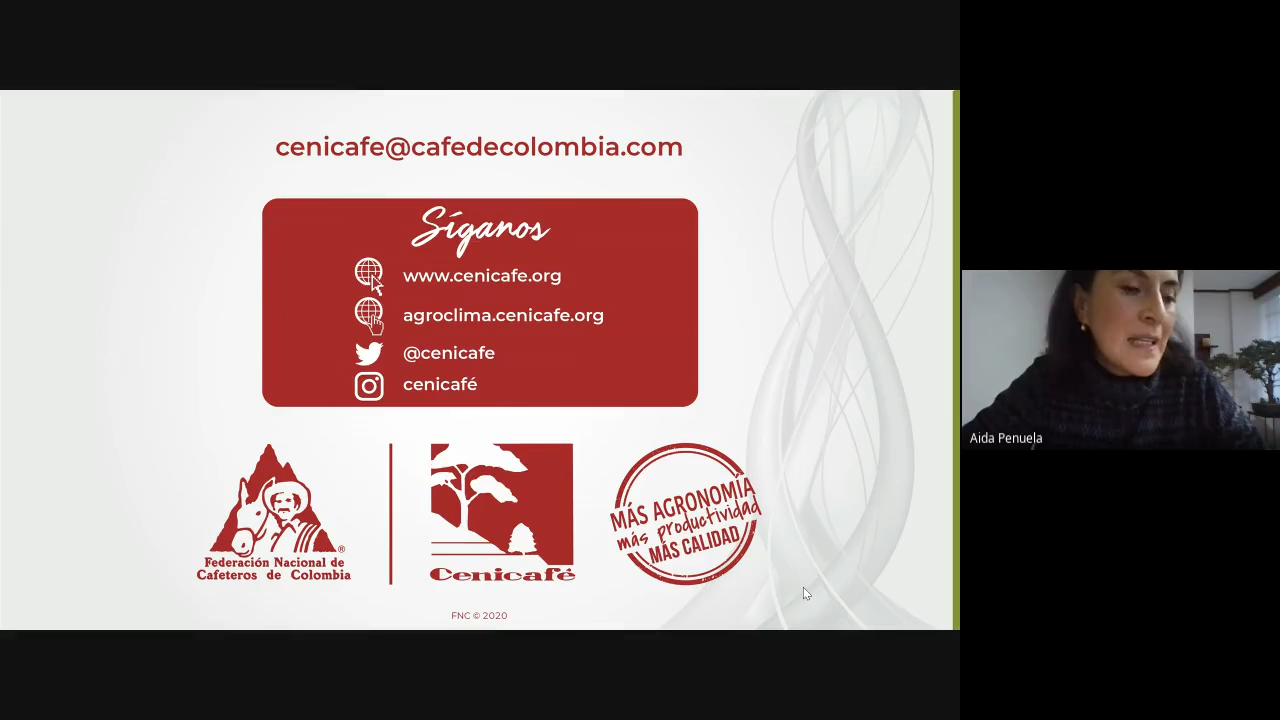 cenicafe@cafedecolombia.com
Síganos
www.cenicafe.org
agroclima.cenicafe.org
@cenicafe
cenicafé
Federación Nacional de
Cafeteros de Colombia
®
Cenicafé
MÁS AGRONOMÍA
más productividad
MÁS CALIDAD
FNC © 2020
Aida Penuela